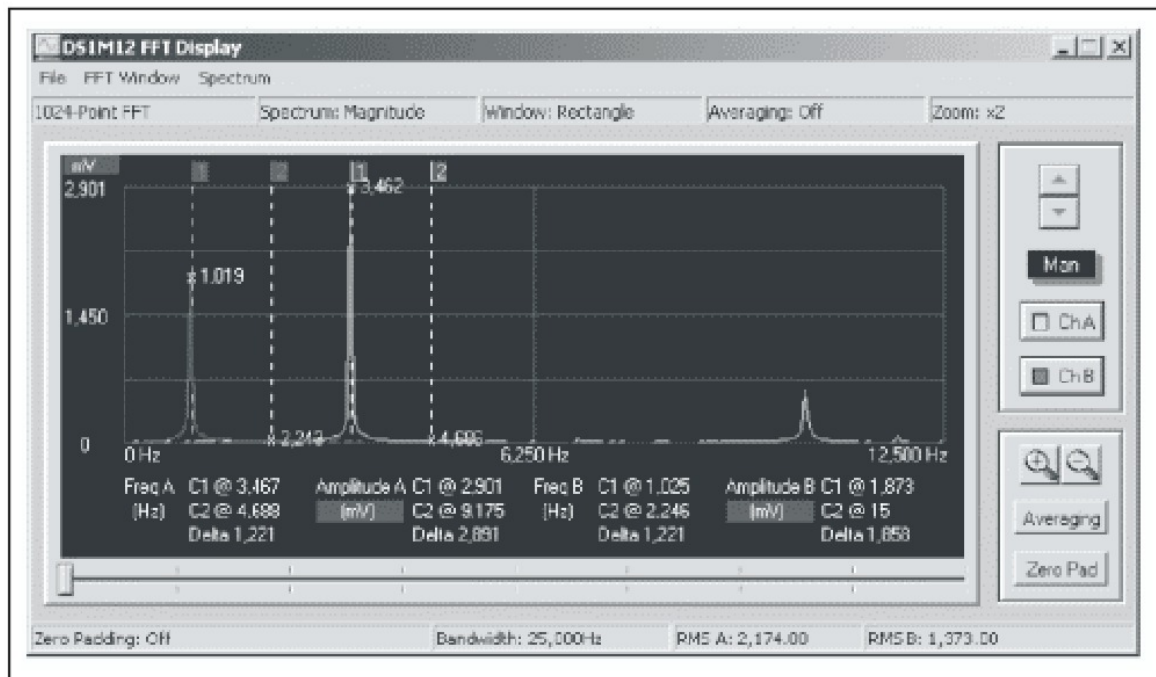 DS1M12 FFT Display
File FFT Window Spectrum
1024-Point FFT Spectrum: Magnitude Window: Rectangle Averaging: Off Zoom: x2
mV 1 2 1 2
2,901 3,462
1,019
1,450
2,243 4,686
0
0 Hz 6,250 Hz 12,500 Hz
Freq A C1 @ 3,467 Amplitude A C1 @ 2,901 Freq B C1 @ 1,025 Amplitude B C1 @ 1,873
(Hz) C2 @ 4,688 (mV) C2 @ 9.175 (Hz) C2 @ 2,246 (mV) C2 @ 15
Delta 1,221 Delta 2,891 Delta 1,221 Delta 1,858
Man
Ch A
Ch B
Averaging
Zero Pad
Zero Padding: Off Bandwidth: 25,000Hz RMS A: 2,174.00 RMS B: 1,373.00